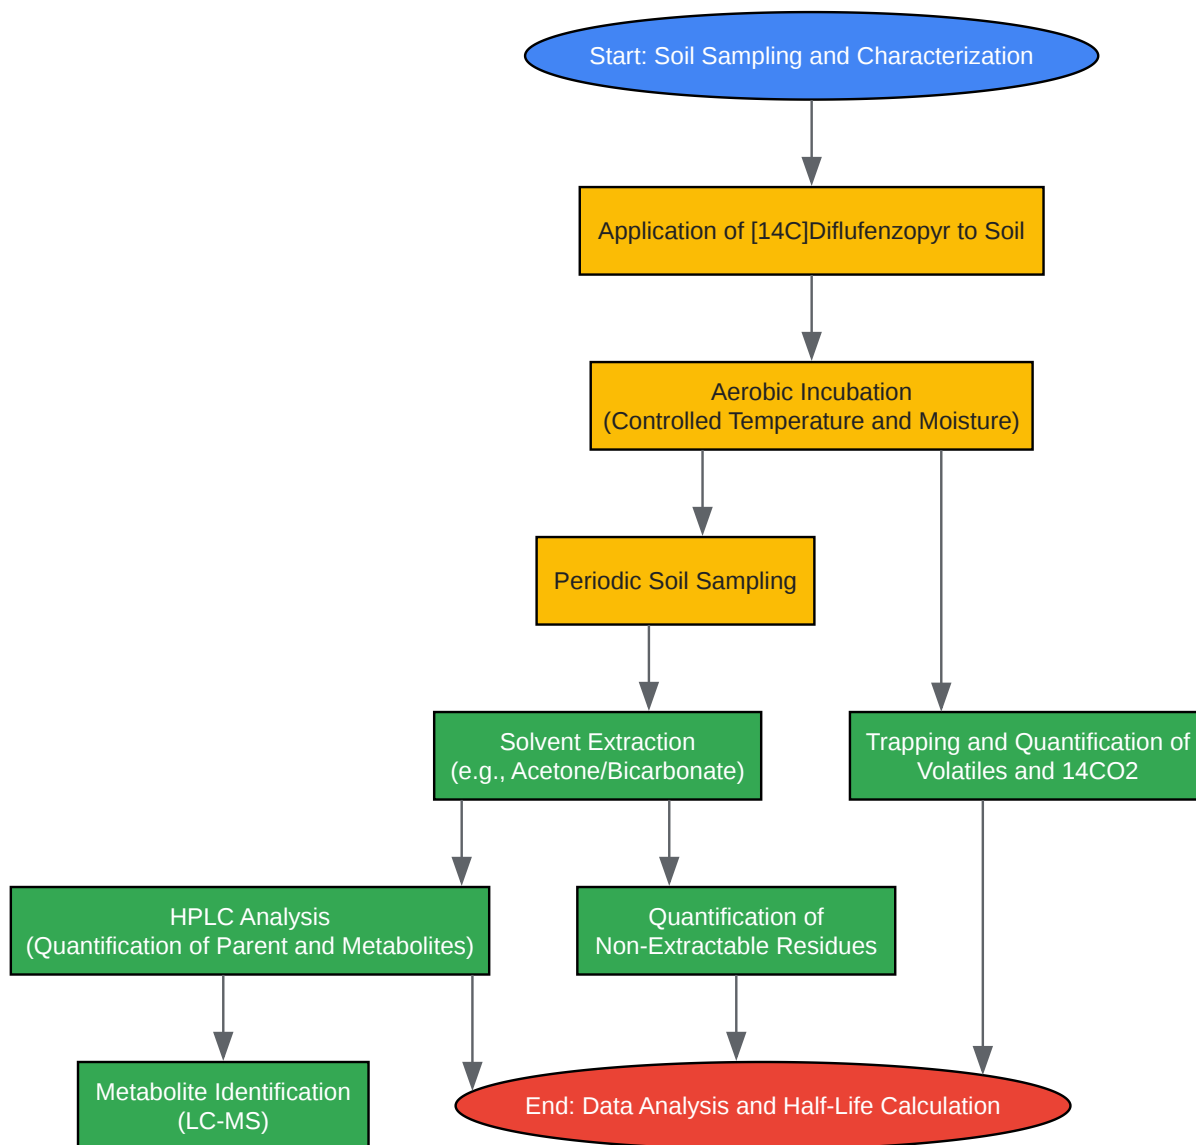 Start: Soil Sampling and Characterization
Application of [14C]Diflufenzopyr to Soil
Aerobic Incubation
(Controlled Temperature and Moisture)
Periodic Soil Sampling
Solvent Extraction
(e.g., Acetone/Bicarbonate)
Trapping and Quantification of
Volatiles and 14CO2
HPLC Analysis
(Quantification of Parent and Metabolites)
Quantification of
Non-Extractable Residues
Metabolite Identification
(LC-MS)
End: Data Analysis and Half-Life Calculation